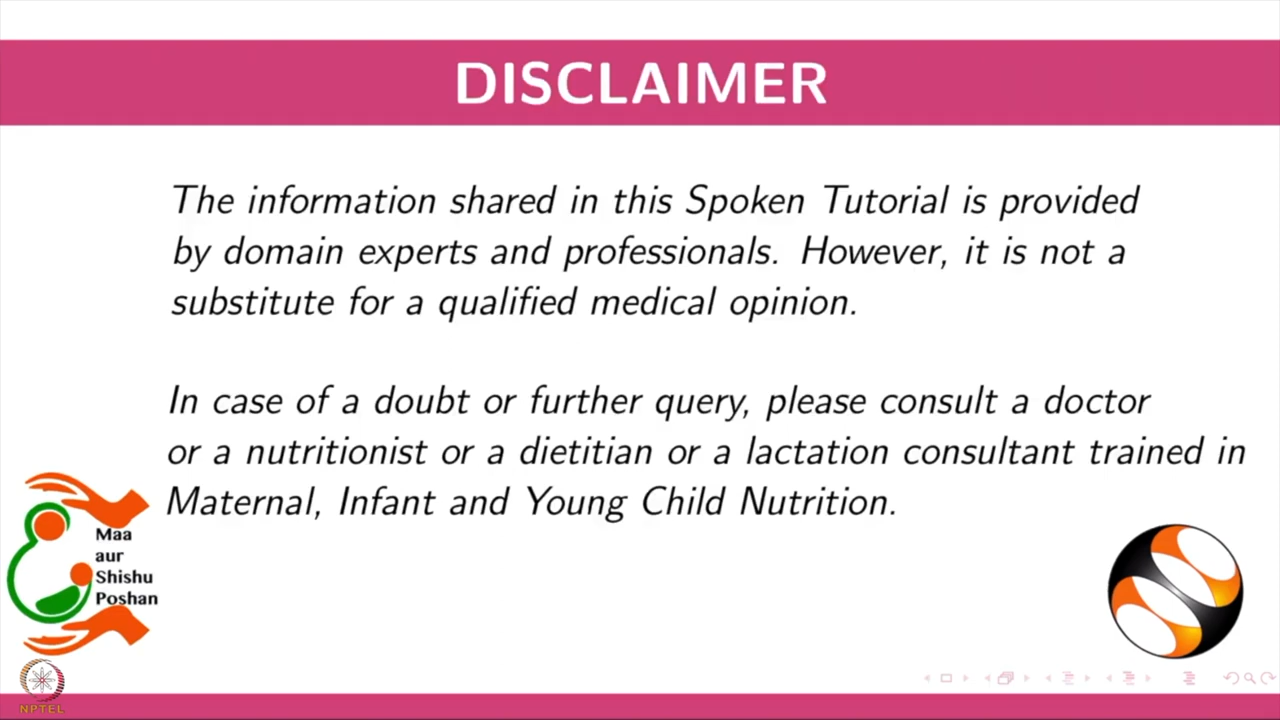 DISCLAIMER
The information shared in this Spoken Tutorial is provided
by domain experts and professionals. However, it is not a
substitute for a qualified medical opinion.
In case of a doubt or further query, please consult a doctor
or a nutritionist or a dietitian or a lactation consultant trained in
Maternal, Infant and Young Child Nutrition.
Maa
aur
Shishu
Poshan
NPTEL